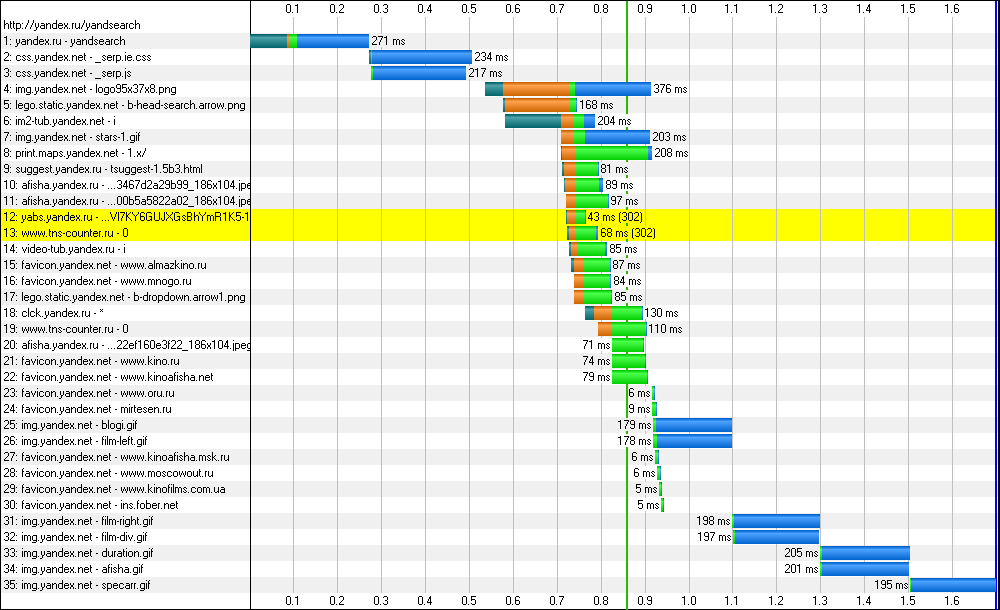 0.1 0.2 0.3 0.4 0.5 0.6 0.7 0.8 0.9 1.0 1.1 1.2 1.3 1.4 1.5 1.6
http://yandex.ru/yandsearch
1: yandex.ru - yandsearch 271 ms
2: css.yandex.net - _serp.ie.css 234 ms
3: css.yandex.net - _serp.js 217 ms
4: img.yandex.net - logo95x37x8.png 376 ms
5: lego.static.yandex.net - b-head-search.arrow.png 168 ms
6: im2-tub.yandex.net - i 204 ms
7: img.yandex.net - stars-1.gif 203 ms
8: print.maps.yandex.net - 1.x/ 208 ms
9: suggest.yandex.ru - tsuggest-1.5b3.html 81 ms
10: afisha.yandex.ru - ...3467d2a29b99_186x104.jpe 89 ms
11: afisha.yandex.ru - ...00b5a5822a02_186x104.jpe 97 ms
12: yabs.yandex.ru - ...VI7KY6GUJXGsBhYmR1K5-1 43 ms (302)
13: www.tns-counter.ru - 0 68 ms (302)
14: video-tub.yandex.ru - i 85 ms
15: favicon.yandex.net - www.almazkino.ru 87 ms
16: favicon.yandex.net - www.mnogo.ru 84 ms
17: lego.static.yandex.net - b-dropdown.arrow1.png 85 ms
18: clck.yandex.ru - * 130 ms
19: www.tns-counter.ru - 0 110 ms
20: afisha.yandex.ru - ...22ef160e3f22_186x104.jpeg 71 ms
21: favicon.yandex.net - www.kino.ru 74 ms
22: favicon.yandex.net - www.kinoafisha.net 79 ms
23: favicon.yandex.net - www.oru.ru 6 ms
24: favicon.yandex.net - mirtesen.ru 9 ms
25: img.yandex.net - blogi.gif 179 ms
26: img.yandex.net - film-left.gif 178 ms
27: favicon.yandex.net - www.kinoafisha.msk.ru 6 ms
28: favicon.yandex.net - www.moscowout.ru 6 ms
29: favicon.yandex.net - www.kinofilms.com.ua 5 ms
30: favicon.yandex.net - ins.fober.net 5 ms
31: img.yandex.net - film-right.gif 198 ms
32: img.yandex.net - film-div.gif 197 ms
33: img.yandex.net - duration.gif 205 ms
34: img.yandex.net - afisha.gif 201 ms
35: img.yandex.net - specarr.gif 195 ms
0.1 0.2 0.3 0.4 0.5 0.6 0.7 0.8 0.9 1.0 1.1 1.2 1.3 1.4 1.5 1.6